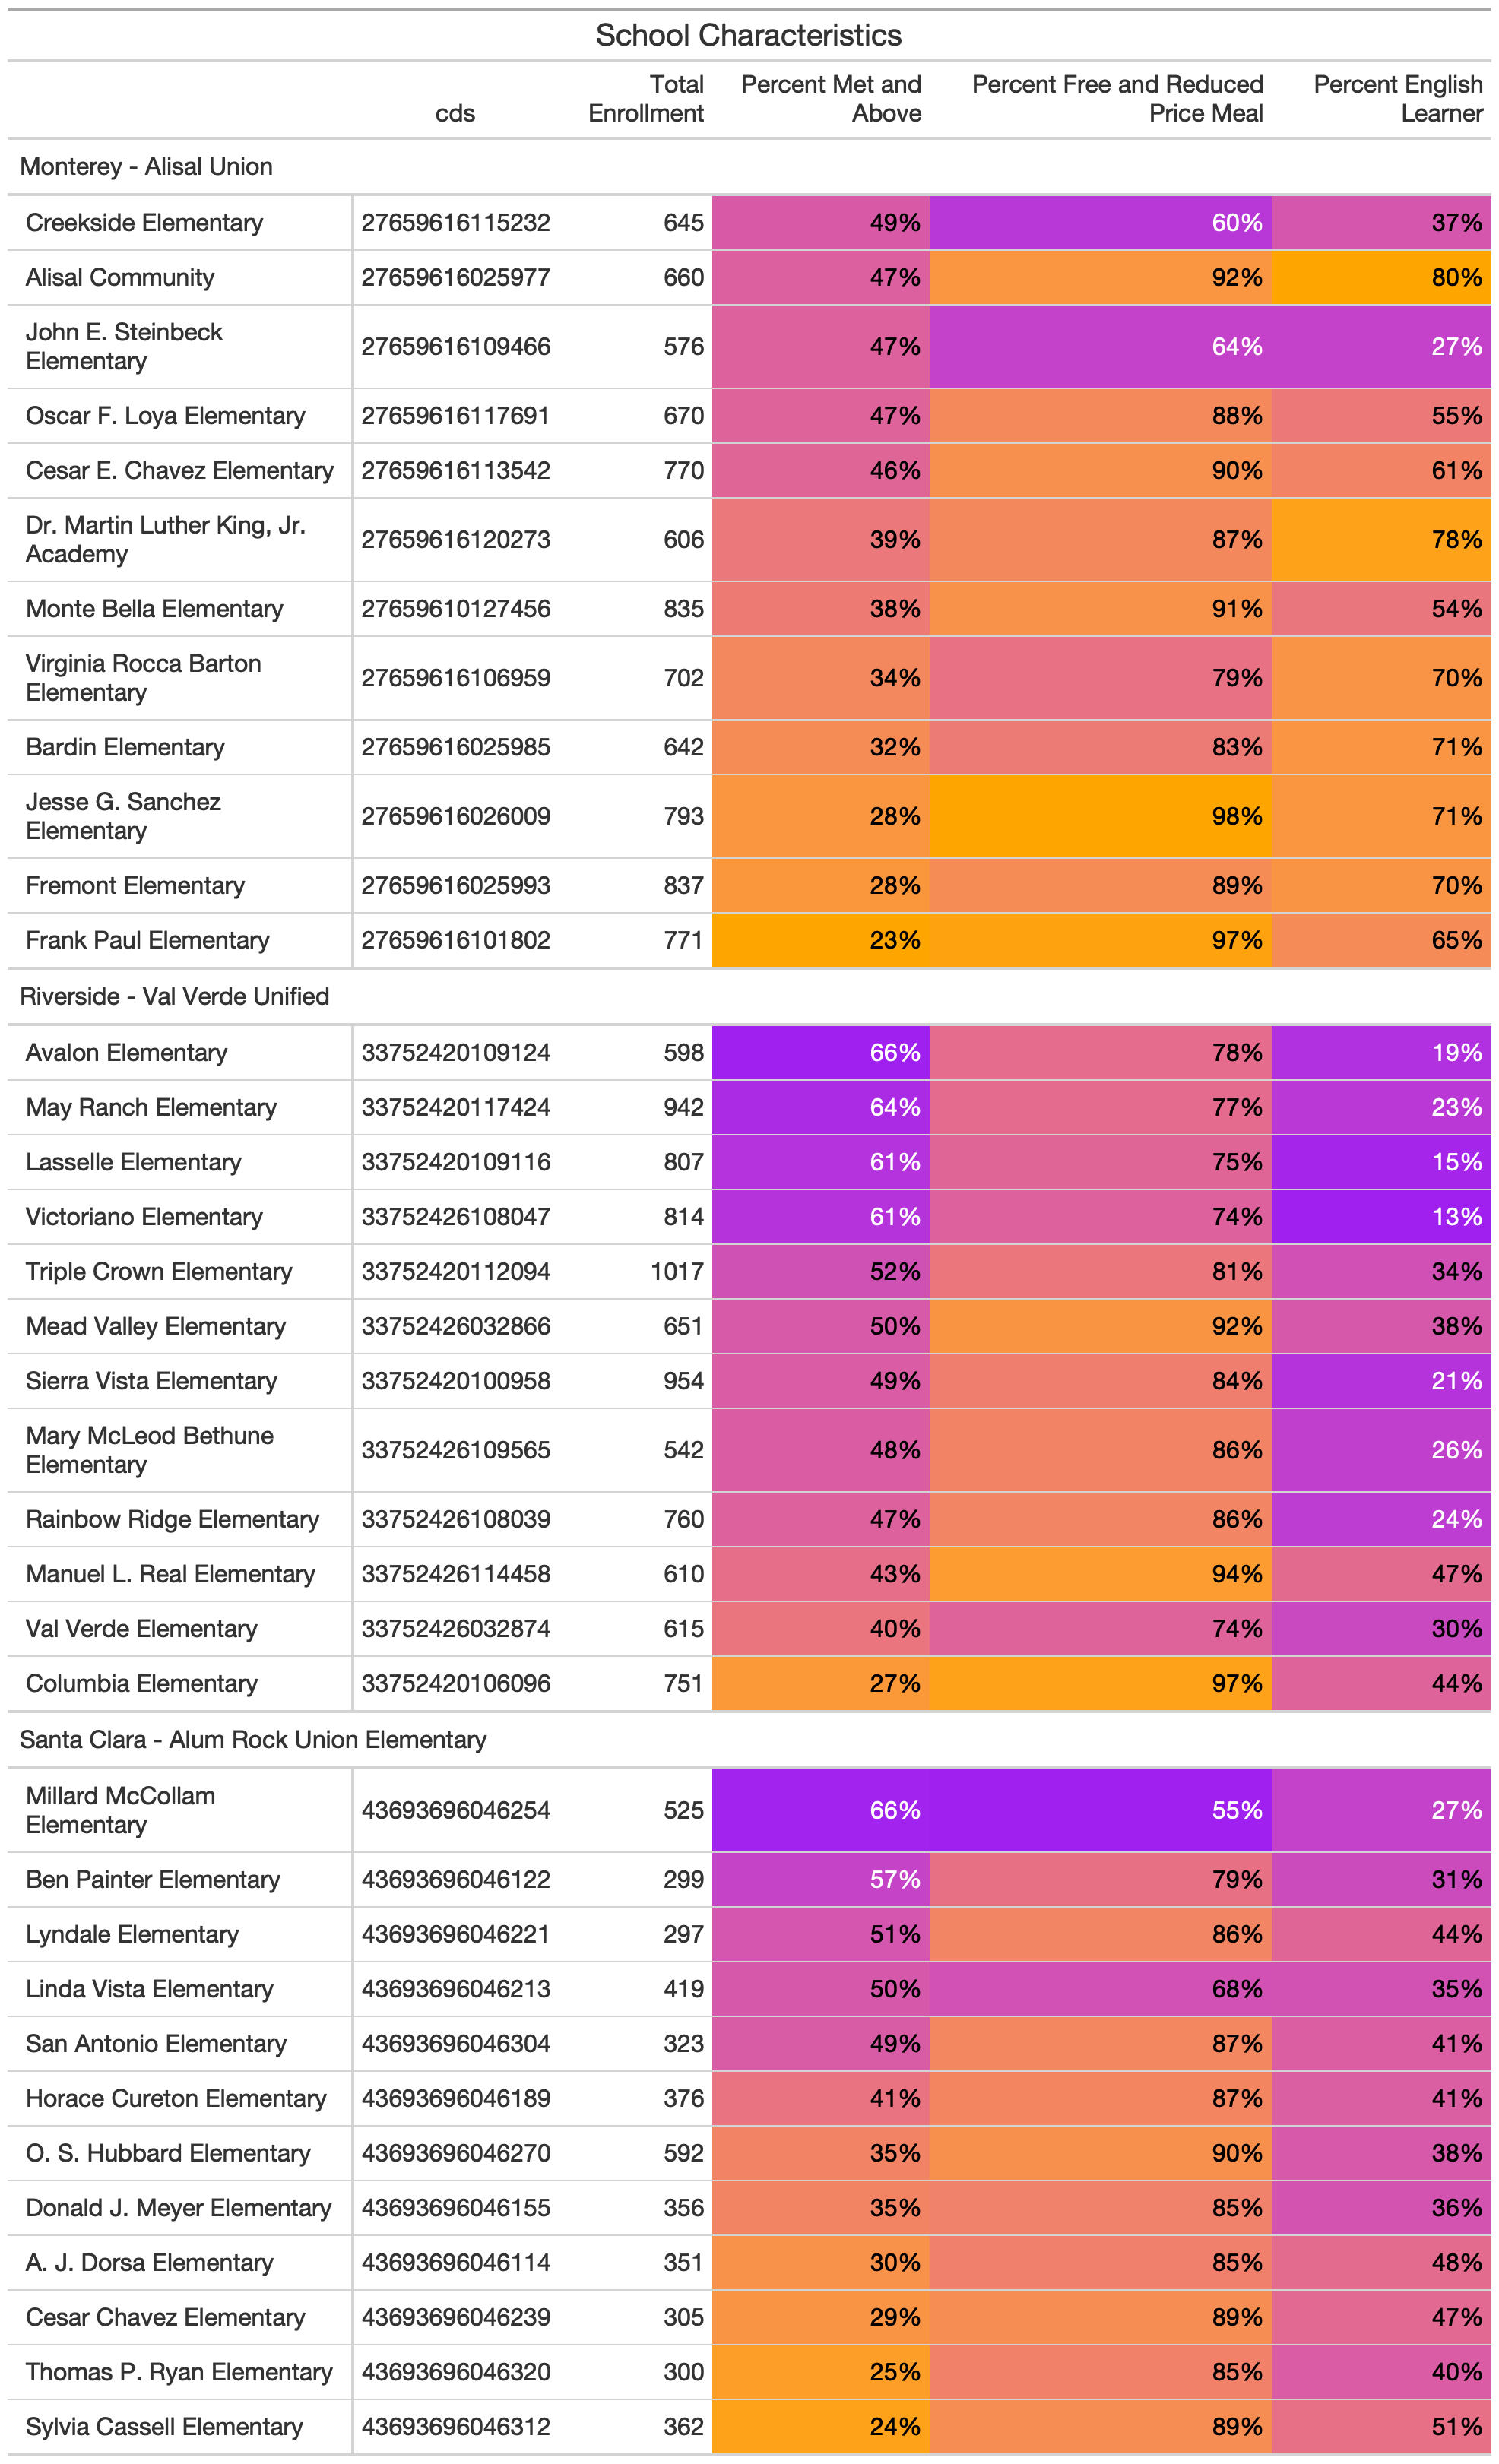 School Characteristics
cds Total Enrollment Percent Met and Above Percent Free and Reduced Price Meal Percent English Learner
Monterey - Alisal Union
Creekside Elementary 27659616115232 645 49% 60% 37%
Alisal Community 27659616025977 660 47% 92% 80%
John E. Steinbeck Elementary 27659616109466 576 47% 64% 27%
Oscar F. Loya Elementary 27659616117691 670 47% 88% 55%
Cesar E. Chavez Elementary 27659616113542 770 46% 90% 61%
Dr. Martin Luther King, Jr. Academy 27659616120273 606 39% 87% 78%
Monte Bella Elementary 27659610127456 835 38% 91% 54%
Virginia Rocca Barton Elementary 27659616106959 702 34% 79% 70%
Bardin Elementary 27659616025985 642 32% 83% 71%
Jesse G. Sanchez Elementary 27659616026009 793 28% 98% 71%
Fremont Elementary 27659616025993 837 28% 89% 70%
Frank Paul Elementary 27659616101802 771 23% 97% 65%
Riverside - Val Verde Unified
Avalon Elementary 33752420109124 598 66% 78% 19%
May Ranch Elementary 33752420117424 942 64% 77% 23%
Lasselle Elementary 33752420109116 807 61% 75% 15%
Victoriano Elementary 33752426108047 814 61% 74% 13%
Triple Crown Elementary 33752420112094 1017 52% 81% 34%
Mead Valley Elementary 33752426032866 651 50% 92% 38%
Sierra Vista Elementary 33752420100958 954 49% 84% 21%
Mary McLeod Bethune Elementary 33752426109565 542 48% 86% 26%
Rainbow Ridge Elementary 33752426108039 760 47% 86% 24%
Manuel L. Real Elementary 33752426114458 610 43% 94% 47%
Val Verde Elementary 33752426032874 615 40% 74% 30%
Columbia Elementary 33752420106096 751 27% 97% 44%
Santa Clara - Alum Rock Union Elementary
Millard McCollam Elementary 43693696046254 525 66% 55% 27%
Ben Painter Elementary 43693696046122 299 57% 79% 31%
Lyndale Elementary 43693696046221 297 51% 86% 44%
Linda Vista Elementary 43693696046213 419 50% 68% 35%
San Antonio Elementary 43693696046304 323 49% 87% 41%
Horace Cureton Elementary 43693696046189 376 41% 87% 41%
O. S. Hubbard Elementary 43693696046270 592 35% 90% 38%
Donald J. Meyer Elementary 43693696046155 356 35% 85% 36%
A. J. Dorsa Elementary 43693696046114 351 30% 85% 48%
Cesar Chavez Elementary 43693696046239 305 29% 89% 47%
Thomas P. Ryan Elementary 43693696046320 300 25% 85% 40%
Sylvia Cassell Elementary 43693696046312 362 24% 89% 51%